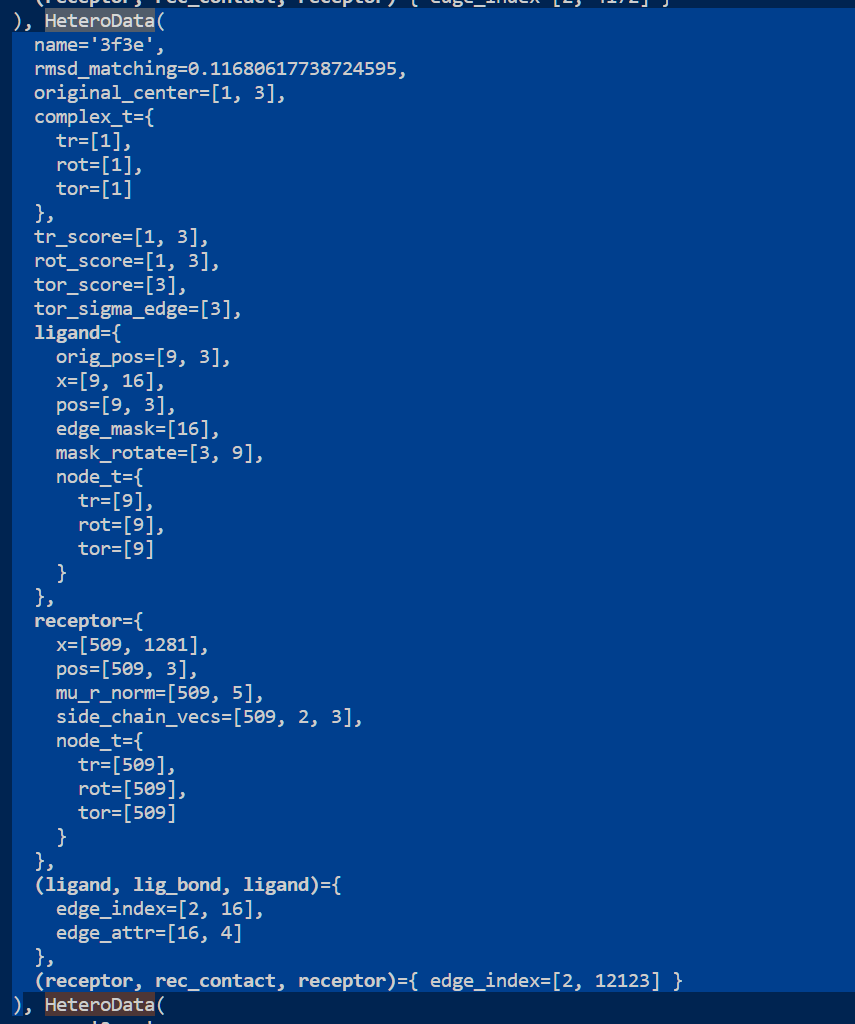 (receptor, rec_contact, receptor)={ edge_index=[2, 4172] }
), HeteroData(
  name='3f3e',
  rmsd_matching=0.11680617738724595,
  original_center=[1, 3],
  complex_t={
    tr=[1],
    rot=[1],
    tor=[1]
  },
  tr_score=[1, 3],
  rot_score=[1, 3],
  tor_score=[3],
  tor_sigma_edge=[3],
  ligand={
    orig_pos=[9, 3],
    x=[9, 16],
    pos=[9, 3],
    edge_mask=[16],
    mask_rotate=[3, 9],
    node_t={
      tr=[9],
      rot=[9],
      tor=[9]
    }
  },
  receptor={
    x=[509, 1281],
    pos=[509, 3],
    mu_r_norm=[509, 5],
    side_chain_vecs=[509, 2, 3],
    node_t={
      tr=[509],
      rot=[509],
      tor=[509]
    }
  },
  (ligand, lig_bond, ligand)={
    edge_index=[2, 16],
    edge_attr=[16, 4]
  },
  (receptor, rec_contact, receptor)={ edge_index=[2, 12123] }
), HeteroData(